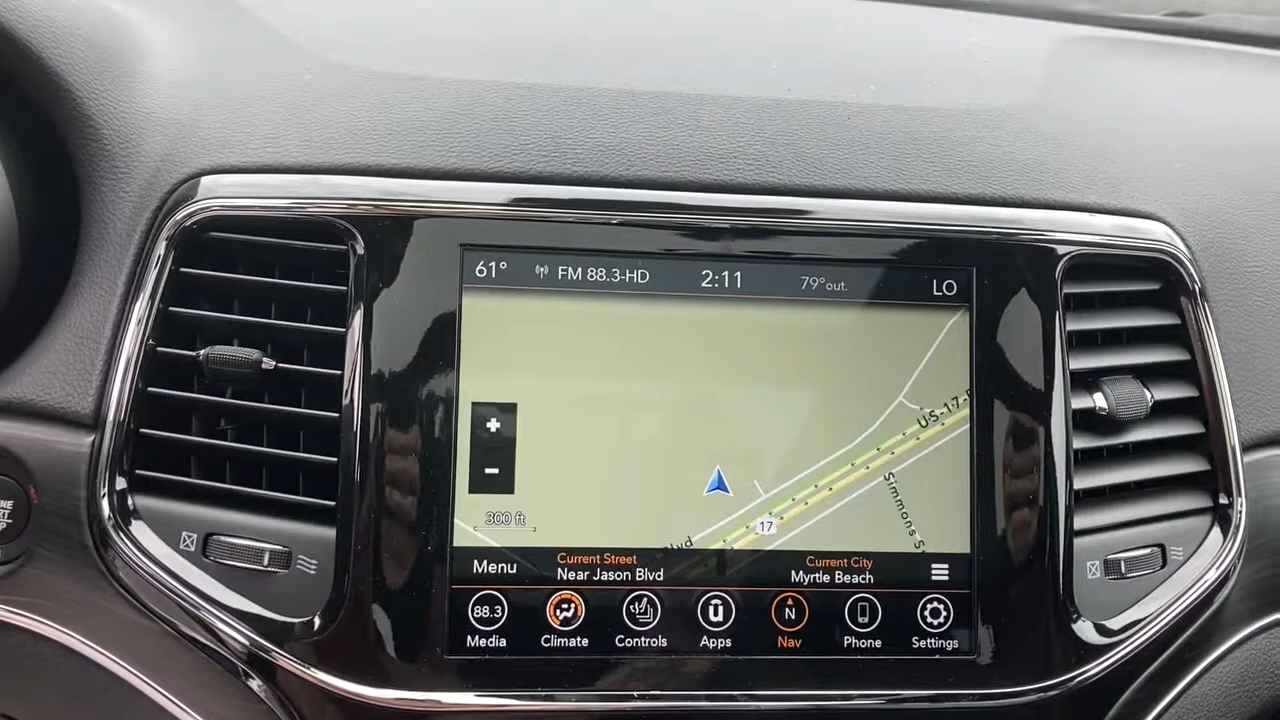 61° FM 88.3-HD 2:11 79°out. LO
US-17-
+
-
300 ft
17
Simmons
lvd
Menu
Current Street
Near Jason Blvd
Current City
Myrtle Beach
88.3 N
Media Climate Controls Apps Nav Phone Settings